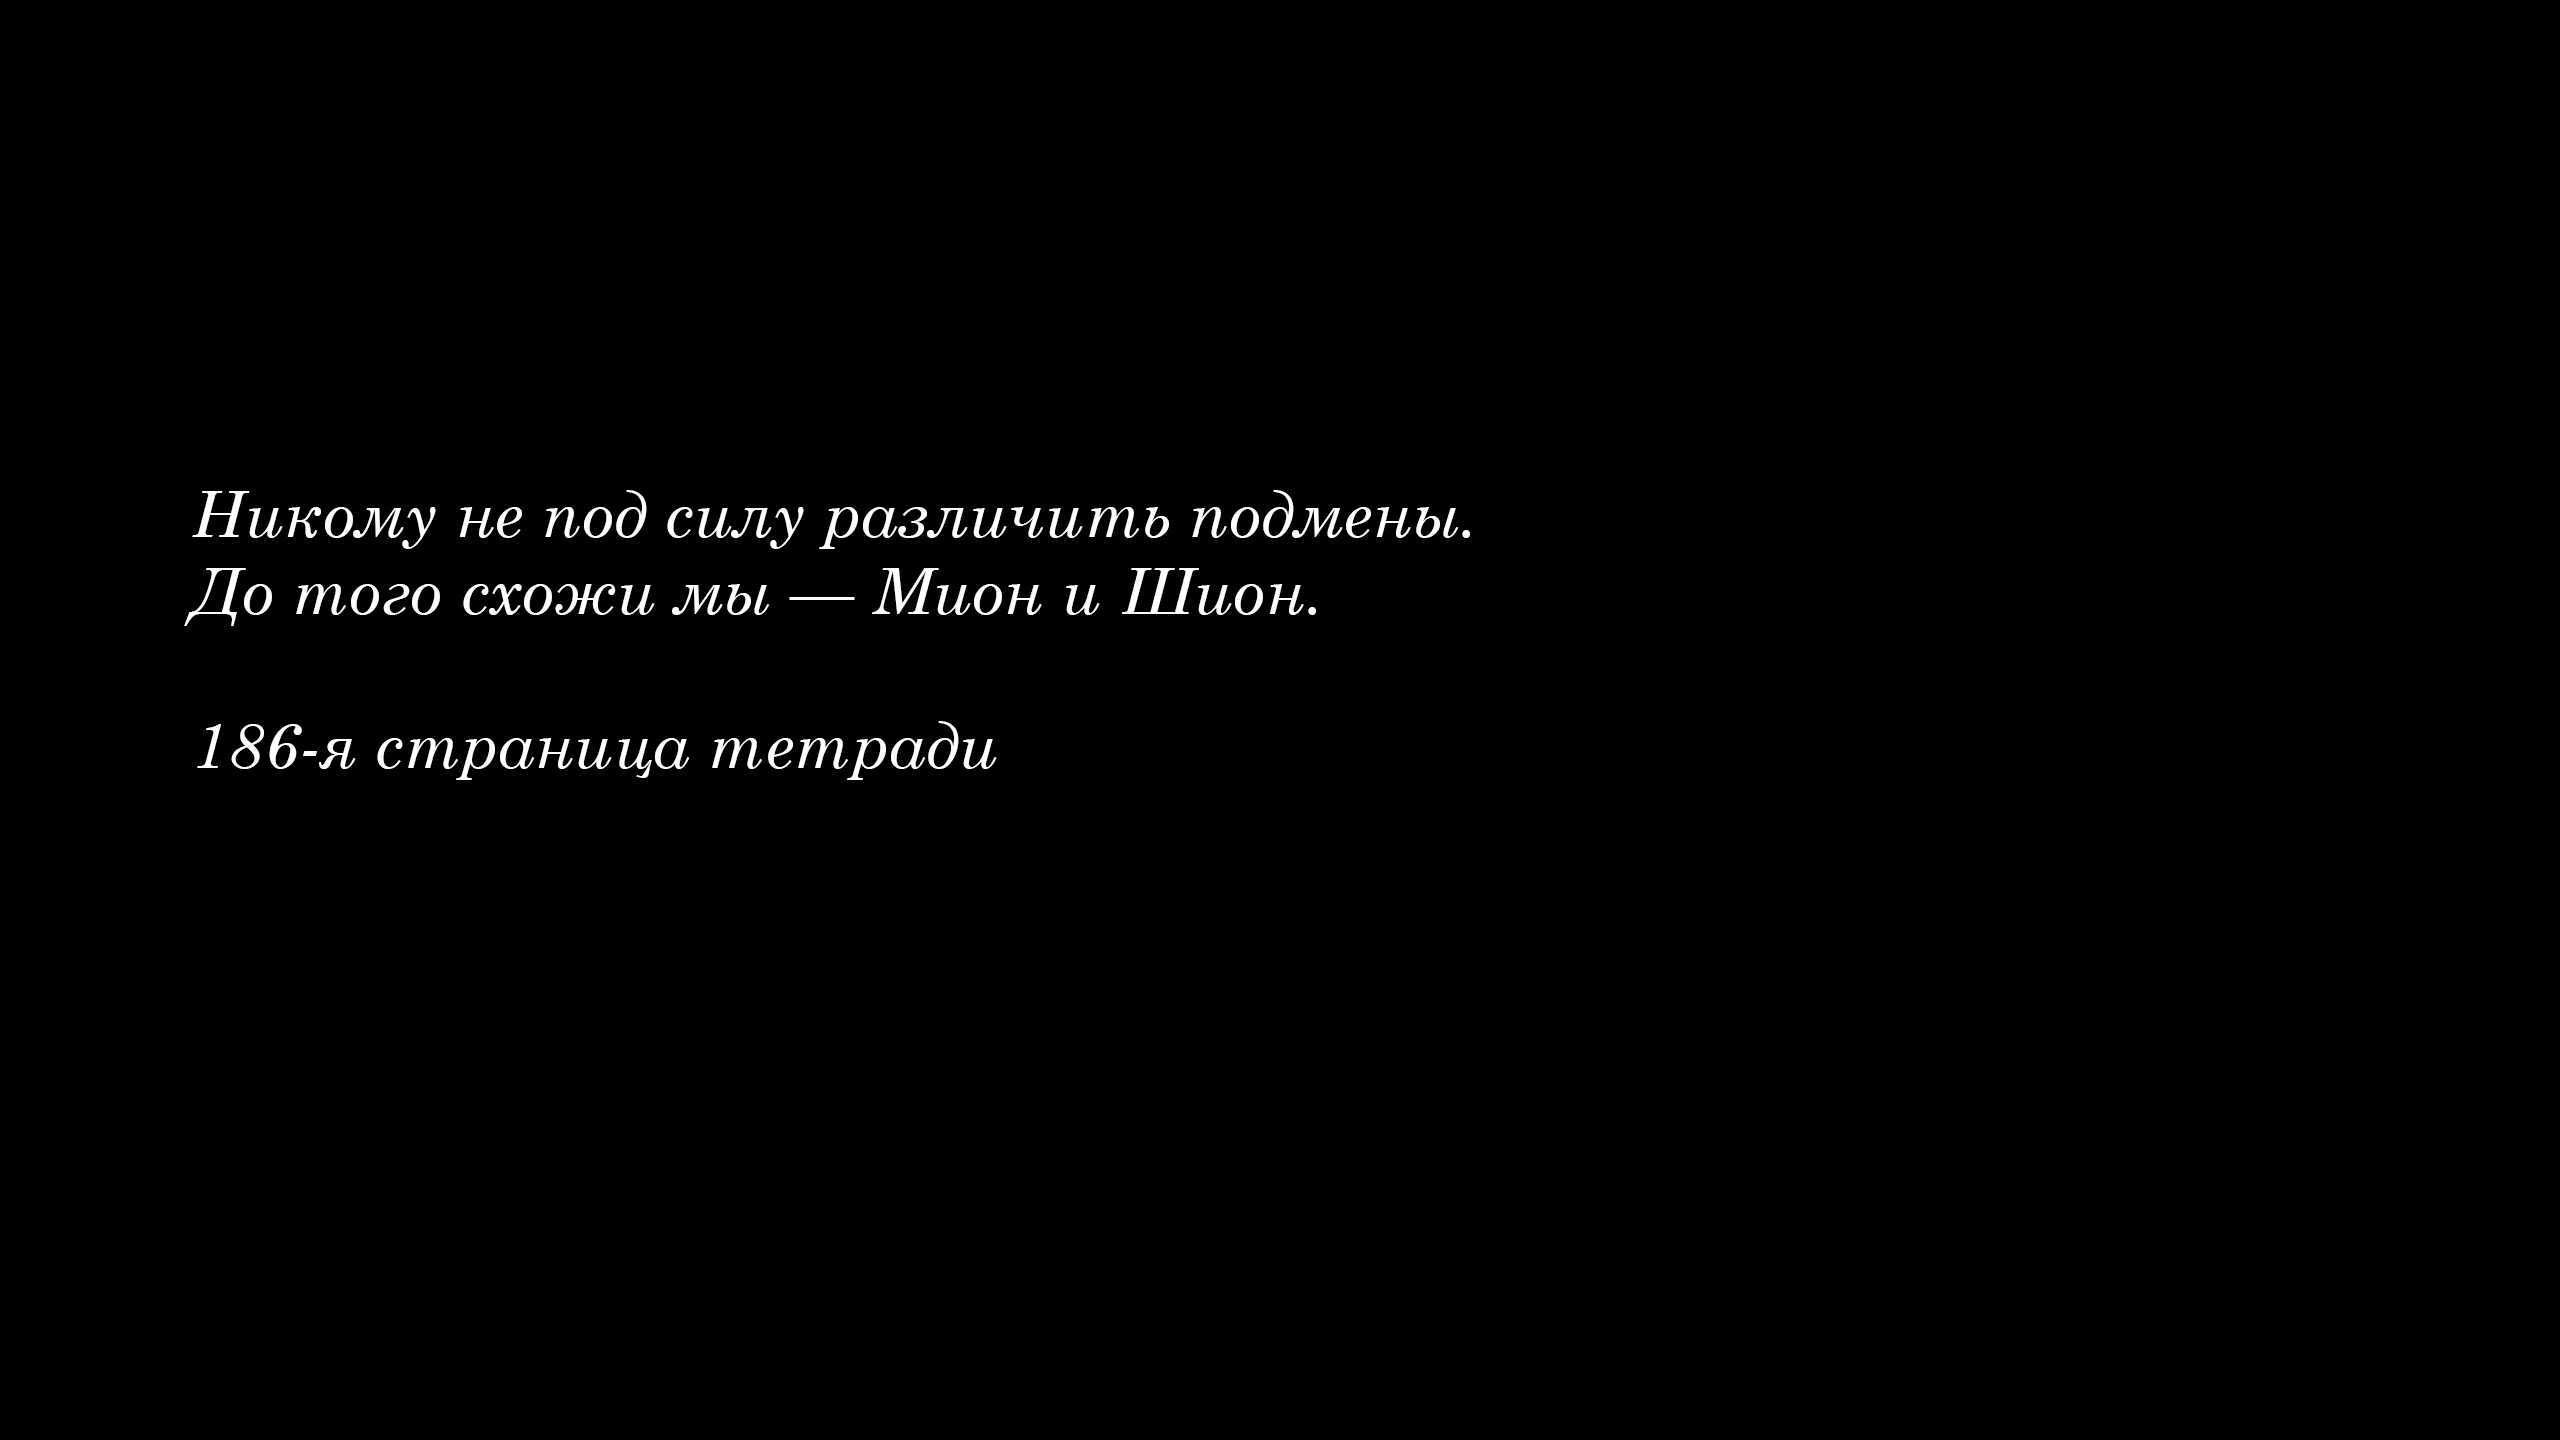 Никому не под силу различить подмены.
До того схожи мы — Мион и Шион.
186-я страница тетради